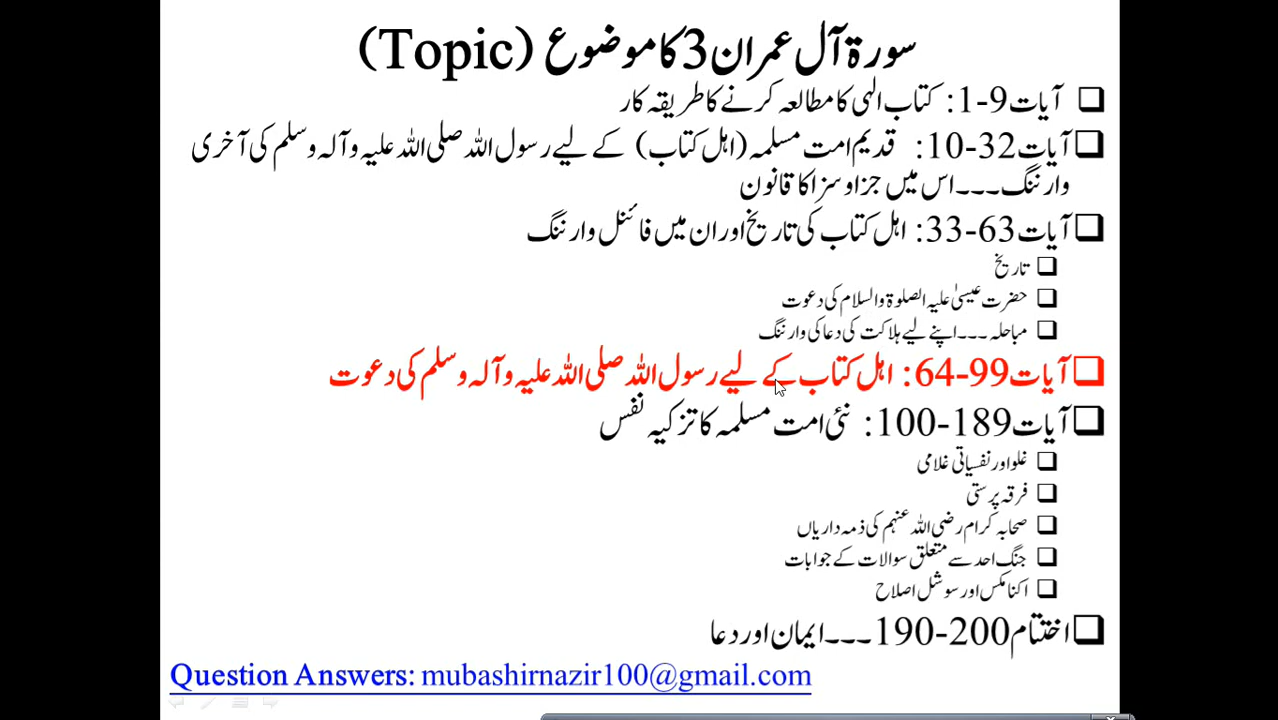 سورۃ آل عمران 3 کا موضوع (Topic)
آیات 9-1: کتاب الہی کا مطالعہ کرنے کا طریقہ کار
آیات 32-10: قدیم امت مسلمہ (اہل کتاب) کے لیے رسول اللہ صلی اللہ علیہ وآلہ وسلم کی آخری
وارننگ۔۔۔اس میں جزا و سزا کا قانون
آیات 63-33: اہل کتاب کی تاریخ اور ان میں فائنل وارننگ
تاریخ
حضرت عیسیٰ علیہ الصلوۃ والسلام کی دعوت
مباحلہ ۔۔۔اپنے لیے ہلاکت کی دعا کی وارننگ
آیات 99-64: اہل کتاب کے لیے رسول اللہ صلی اللہ علیہ وآلہ وسلم کی دعوت
آیات 189-100: نئی امت مسلمہ کا تزکیہ نفس
غلو اور نفسیاتی غلامی
فرقہ پرستی
صحابہ کرام رضی اللہ عنہم کی ذمہ داریاں
جنگ احد سے متعلق سوالات کے جوابات
اکنامکس اور سوشل اصلاح
اختتام 200-190۔۔۔ایمان اور دعا
Question Answers: mubashirnazir100@gmail.com